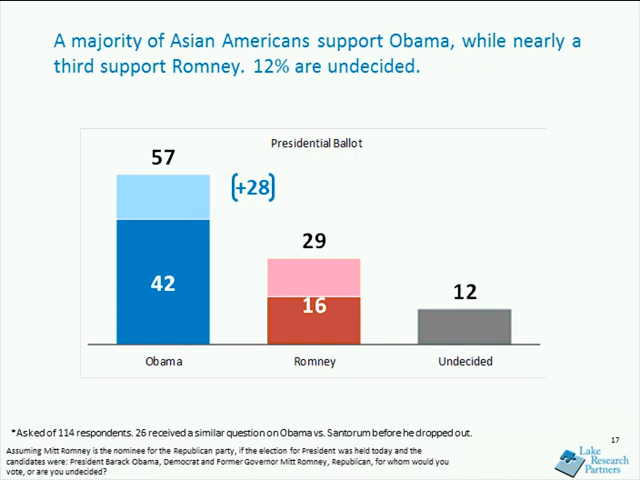 A majority of Asian Americans support Obama, while nearly a
third support Romney. 12% are undecided.
Presidential Ballot
57
(+28)
42
29
16
12
Obama
Romney
Undecided
*Asked of 114 respondents. 26 received a similar question on Obama vs. Santorum before he dropped out.
17
Assuming Mitt Romney is the nominee for the Republican party, if the election for President was held today and the
candidates were: President Barack Obama, Democrat and Former Governor Mitt Romney, Republican, for whom would you
vote, or are you undecided?
Lake
Research
Partners